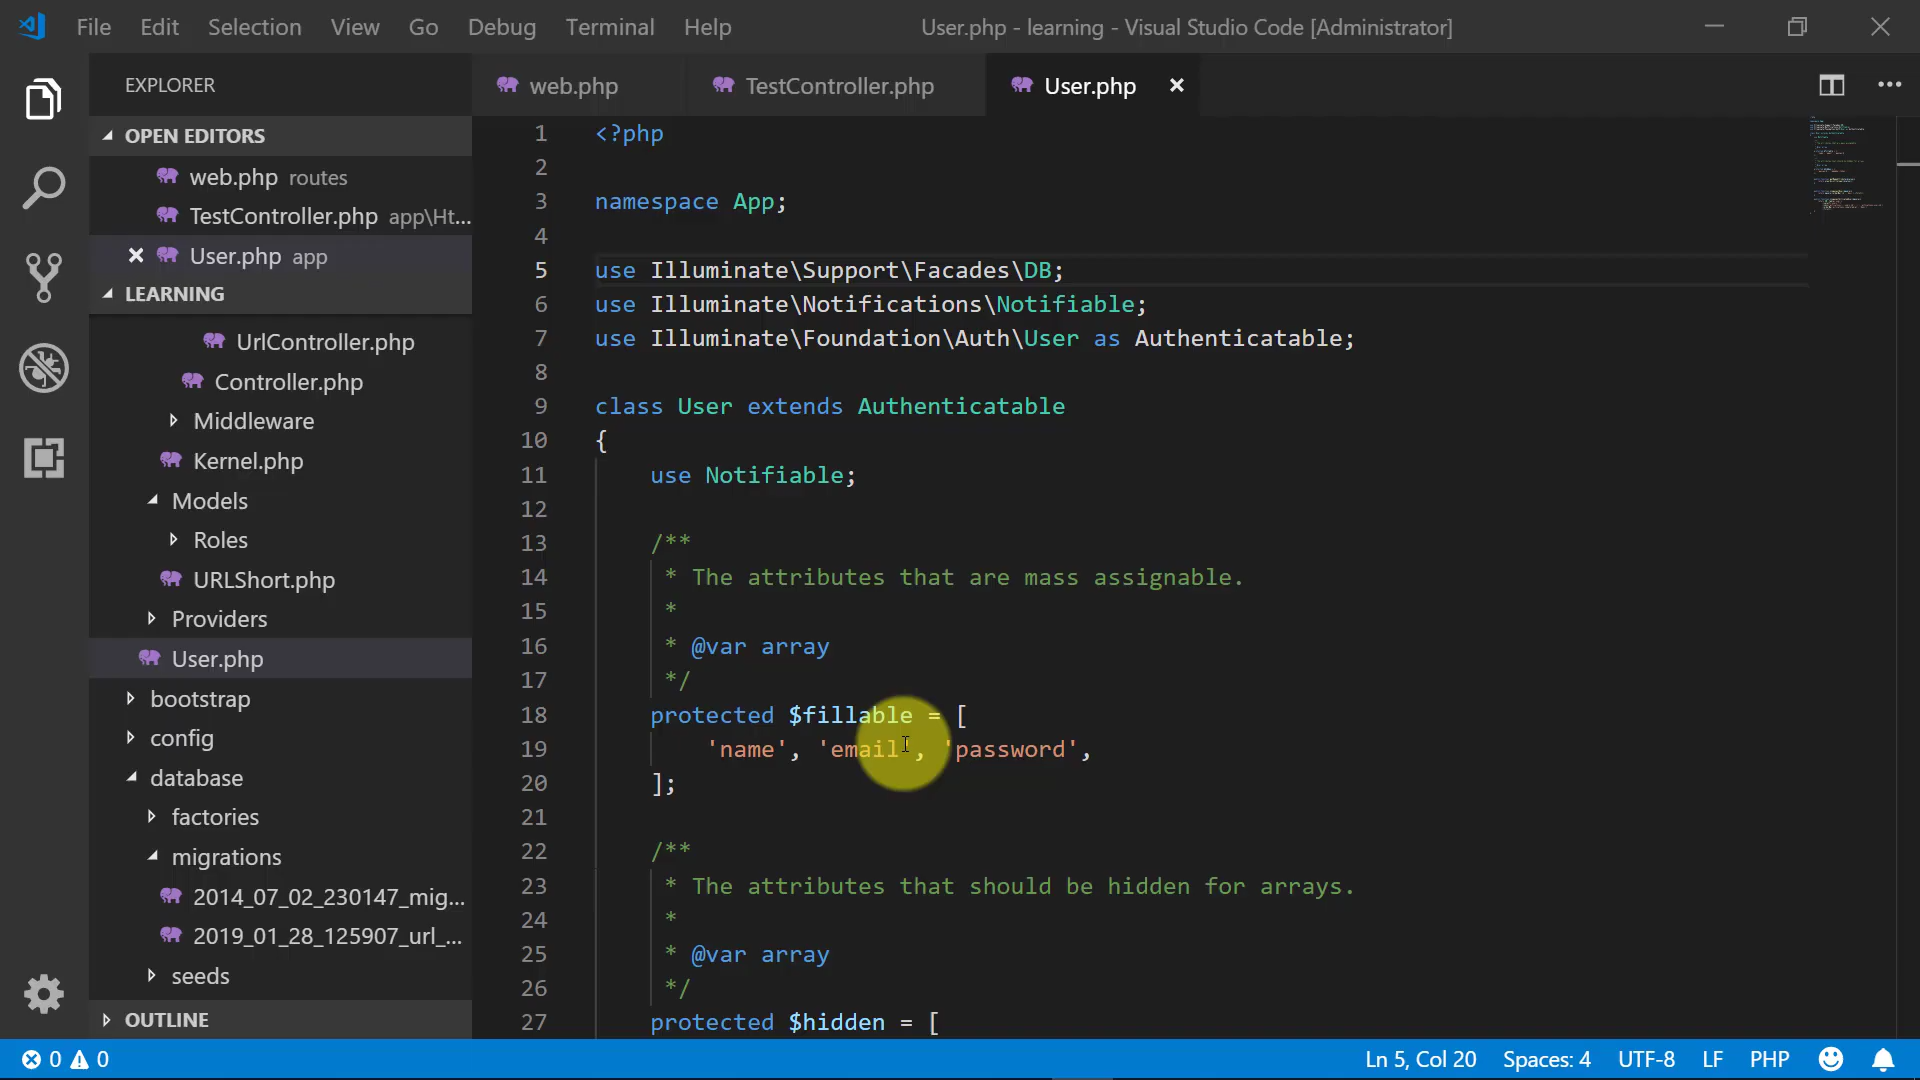 File Edit Selection View Go Debug Terminal Help
User.php - learning - Visual Studio Code [Administrator]
EXPLORER
OPEN EDITORS
web.php routes
TestController.php app\Ht...
User.php app
LEARNING
UrlController.php
Controller.php
Middleware
Kernel.php
Models
Roles
URLShort.php
Providers
User.php
bootstrap
config
database
factories
migrations
2014_07_02_230147_mig...
2019_01_28_125907_url_...
seeds
OUTLINE
web.php TestController.php User.php
1 <?php
2
3 namespace App;
4
5 use Illuminate\Support\Facades\DB;
6 use Illuminate\Notifications\Notifiable;
7 use Illuminate\Foundation\Auth\User as Authenticatable;
8
9 class User extends Authenticatable
10 {
11 use Notifiable;
12
13 /**
14 * The attributes that are mass assignable.
15 *
16 * @var array
17 */
18 protected $fillable = [
19 'name', 'email', 'password',
20 ];
21
22 /**
23 * The attributes that should be hidden for arrays.
24 *
25 * @var array
26 */
27 protected $hidden = [
0 0
Ln 5, Col 20 Spaces: 4 UTF-8 LF PHP